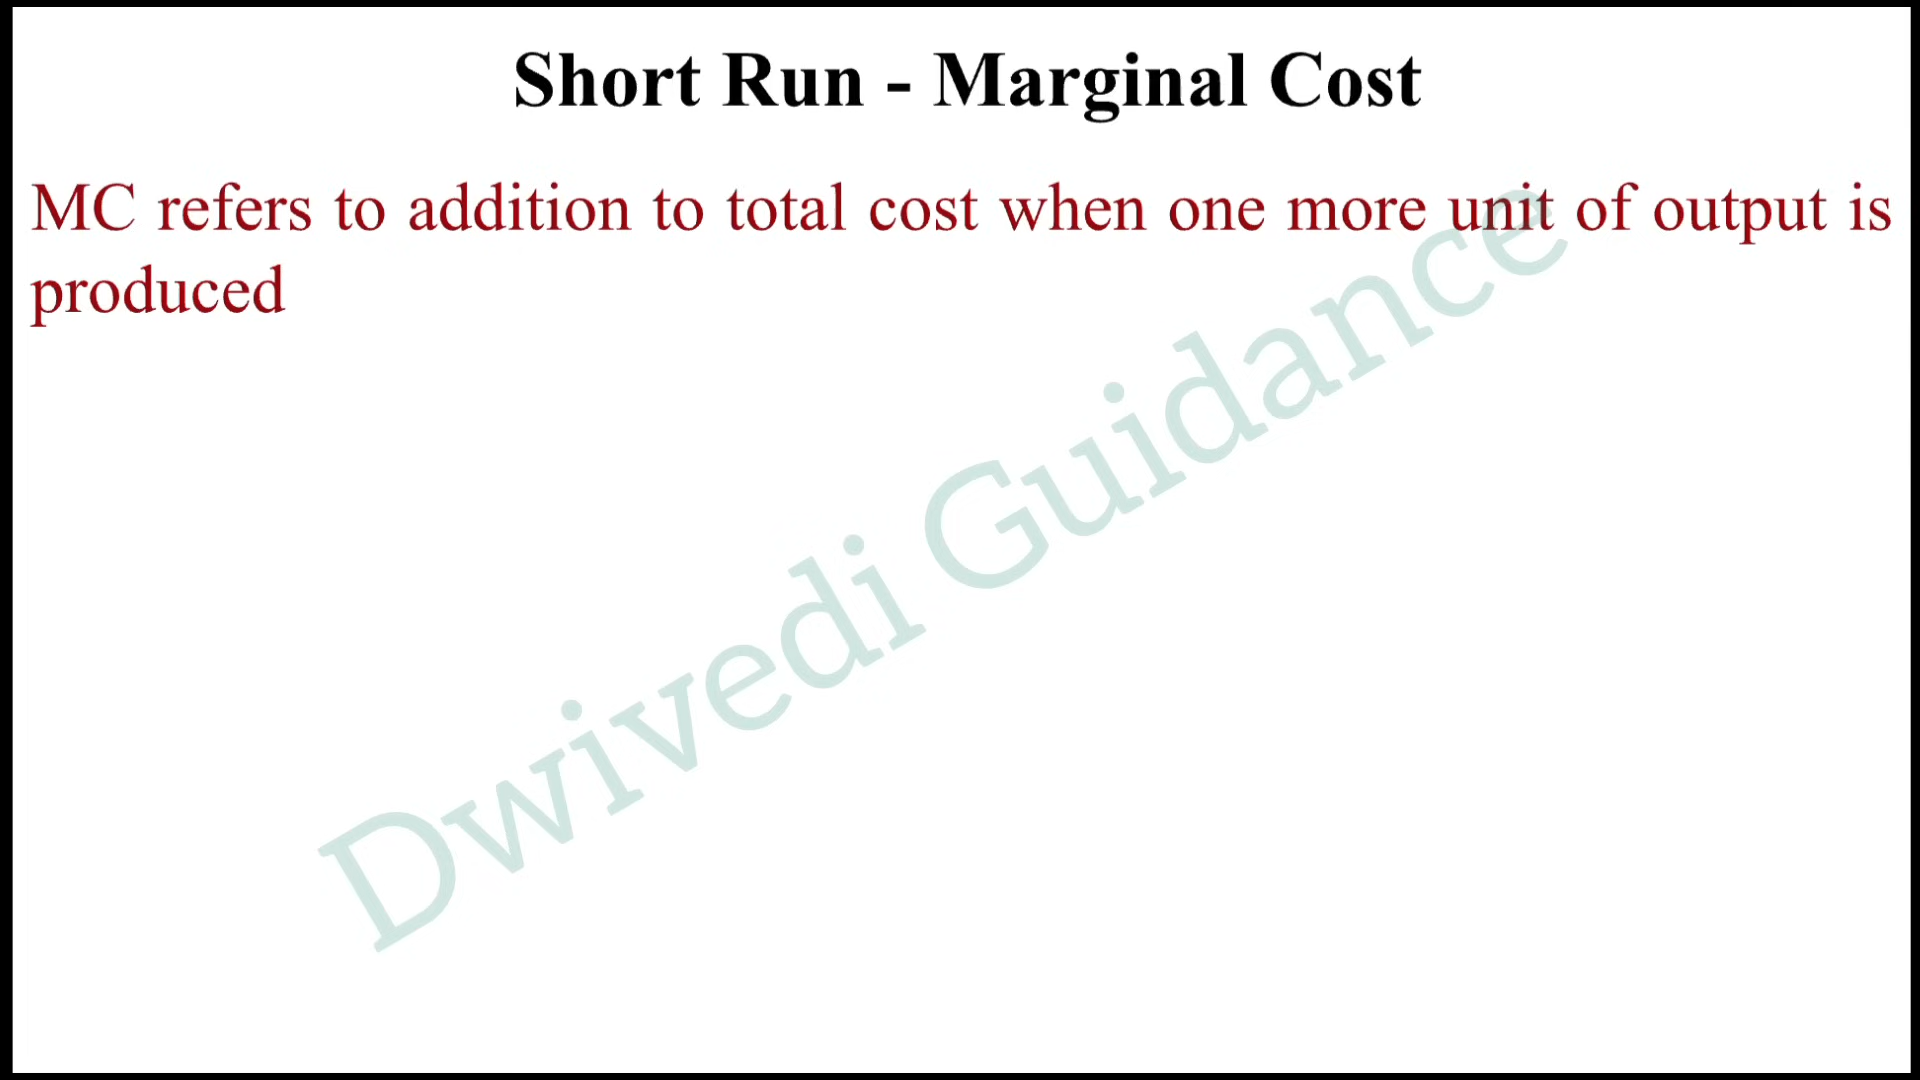 Short Run - Marginal Cost
MC refers to addition to total cost when one more unit of output is
produced
Dwivedi Guidance